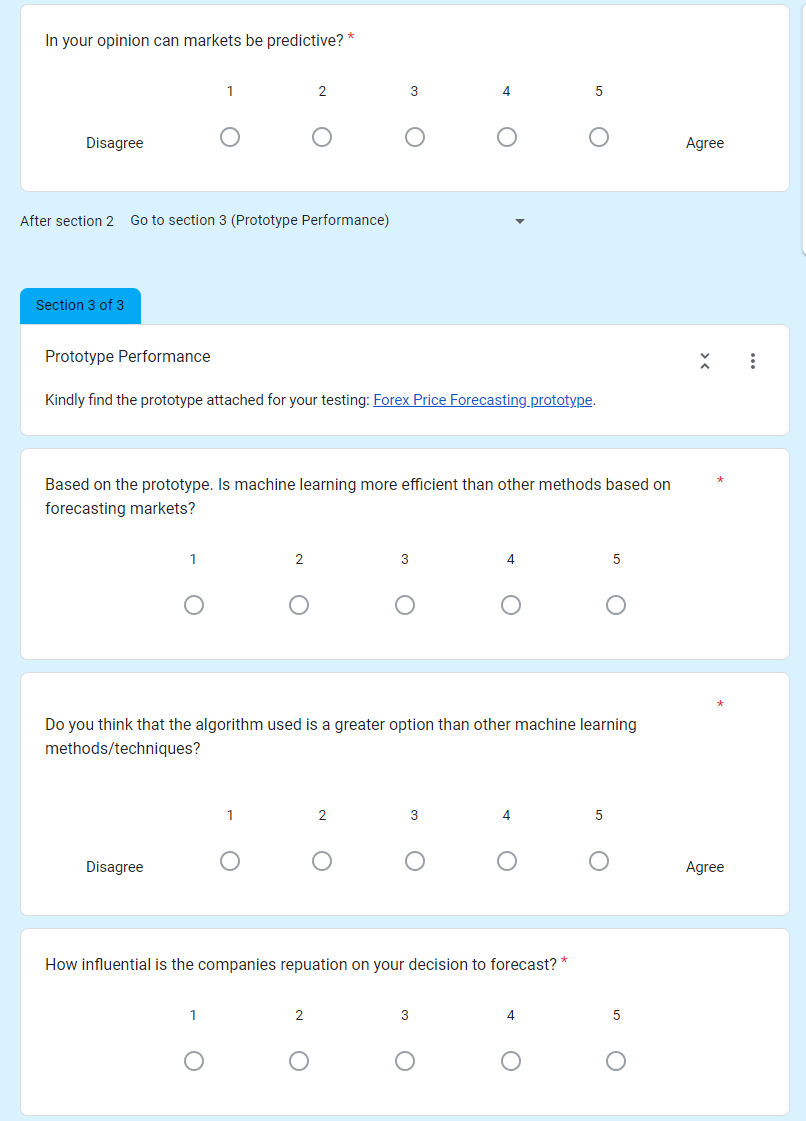 In your opinion can markets be predictive? *
1 2 3 4 5
Disagree Agree
After section 2 Go to section 3 (Prototype Performance)
Section 3 of 3
Prototype Performance
Kindly find the prototype attached for your testing: Forex Price Forecasting prototype.
Based on the prototype. Is machine learning more efficient than other methods based on *
forecasting markets?
1 2 3 4 5
*
Do you think that the algorithm used is a greater option than other machine learning
methods/techniques?
1 2 3 4 5
Disagree Agree
How influential is the companies repuation on your decision to forecast? *
1 2 3 4 5